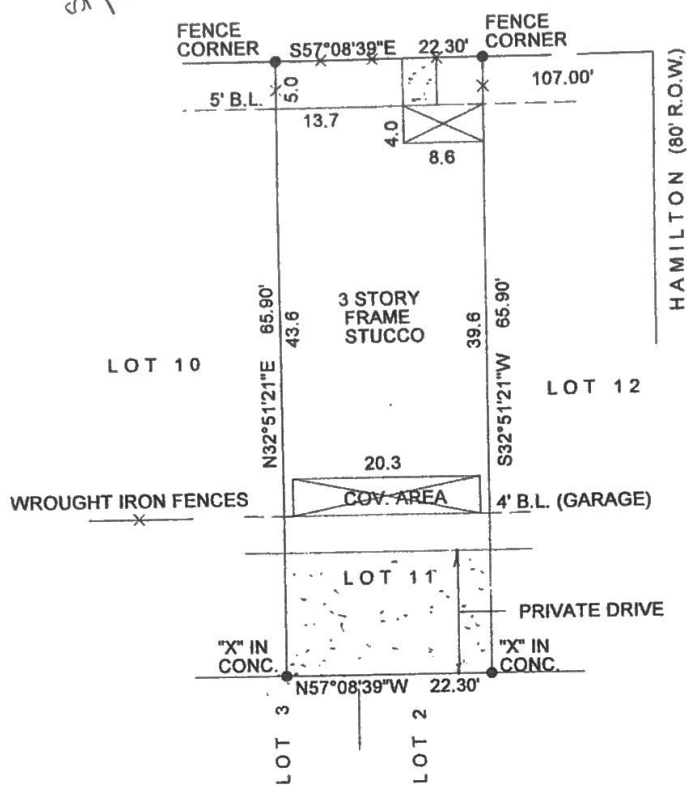 FENCE
CORNER
S57°08'39"E
22.30'
FENCE
CORNER
107.00'
HAMILTON (80' R.O.W.)
5' B.L.
5.0
13.7
4.0
8.6
3 STORY
FRAME
STUCCO
N32°51'21"E 65.90'
43.6
39.6
S32°51'21"W 65.90'
LOT 10
LOT 12
20.3
COV. AREA
WROUGHT IRON FENCES
4' B.L. (GARAGE)
LOT 11
PRIVATE DRIVE
"X" IN
CONC.
"X" IN
CONC.
N57°08'39"W
22.30'
LOT 3
LOT 2